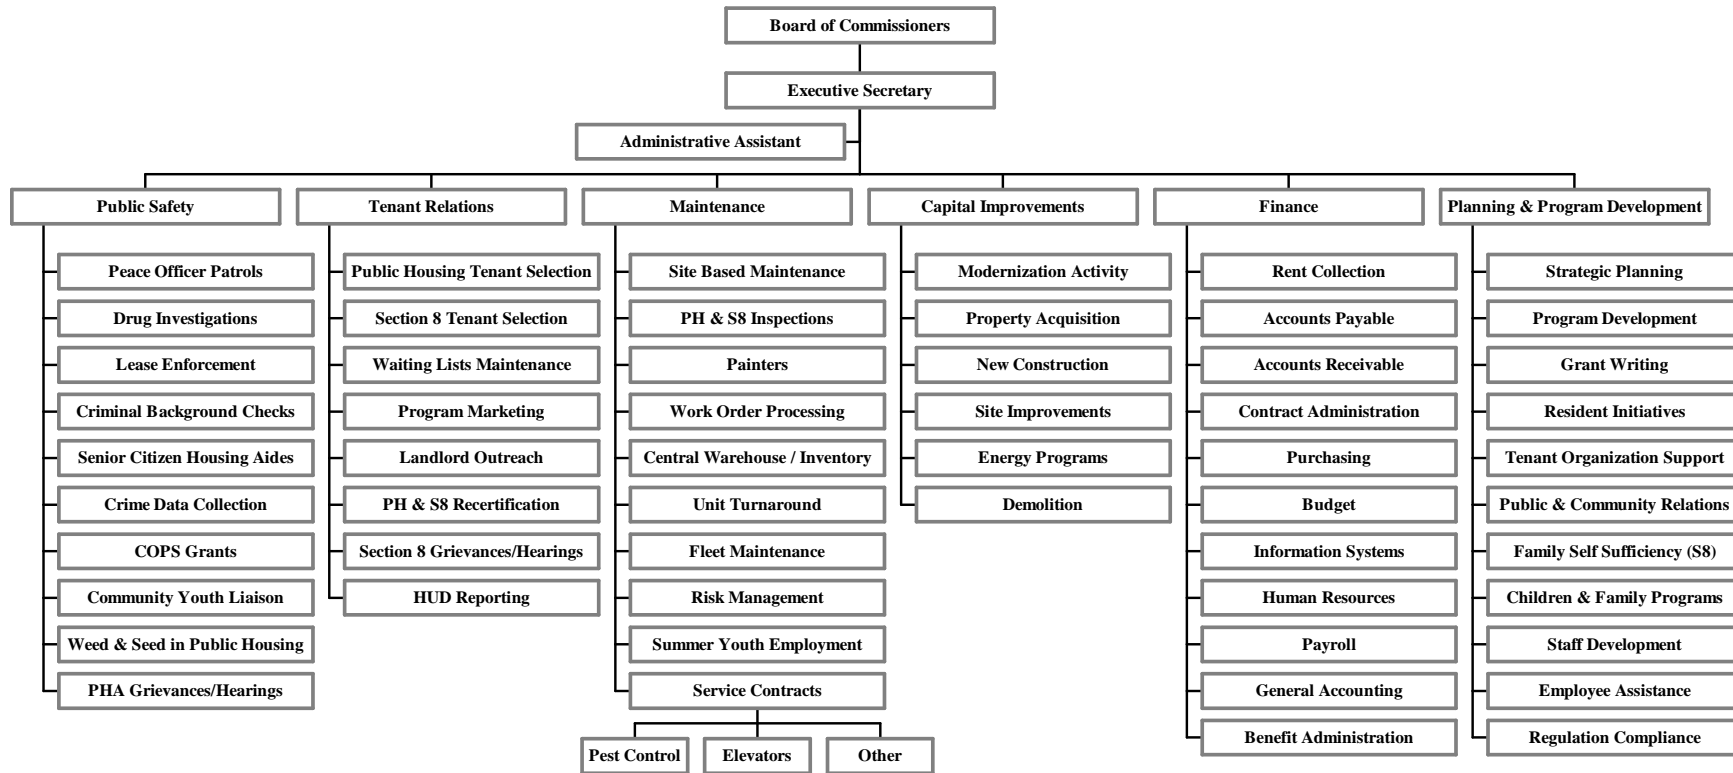 Board of Commissioners
Executive Secretary
Administrative Assistant
Public Safety
Peace Officer Patrols
Drug Investigations
Lease Enforcement
Criminal Background Checks
Senior Citizen Housing Aides
Crime Data Collection
COPS Grants
Community Youth Liaison
Weed & Seed in Public Housing
PHA Grievances/Hearings
Tenant Relations
Public Housing Tenant Selection
Section 8 Tenant Selection
Waiting Lists Maintenance
Program Marketing
Landlord Outreach
PH & S8 Recertification
Section 8 Grievances/Hearings
HUD Reporting
Maintenance
Site Based Maintenance
PH & S8 Inspections
Painters
Work Order Processing
Central Warehouse / Inventory
Unit Turnaround
Fleet Maintenance
Risk Management
Summer Youth Employment
Service Contracts
Pest Control
Elevators
Other
Capital Improvements
Modernization Activity
Property Acquisition
New Construction
Site Improvements
Energy Programs
Demolition
Finance
Rent Collection
Accounts Payable
Accounts Receivable
Contract Administration
Purchasing
Budget
Information Systems
Human Resources
Payroll
General Accounting
Benefit Administration
Planning & Program Development
Strategic Planning
Program Development
Grant Writing
Resident Initiatives
Tenant Organization Support
Public & Community Relations
Family Self Sufficiency (S8)
Children & Family Programs
Staff Development
Employee Assistance
Regulation Compliance